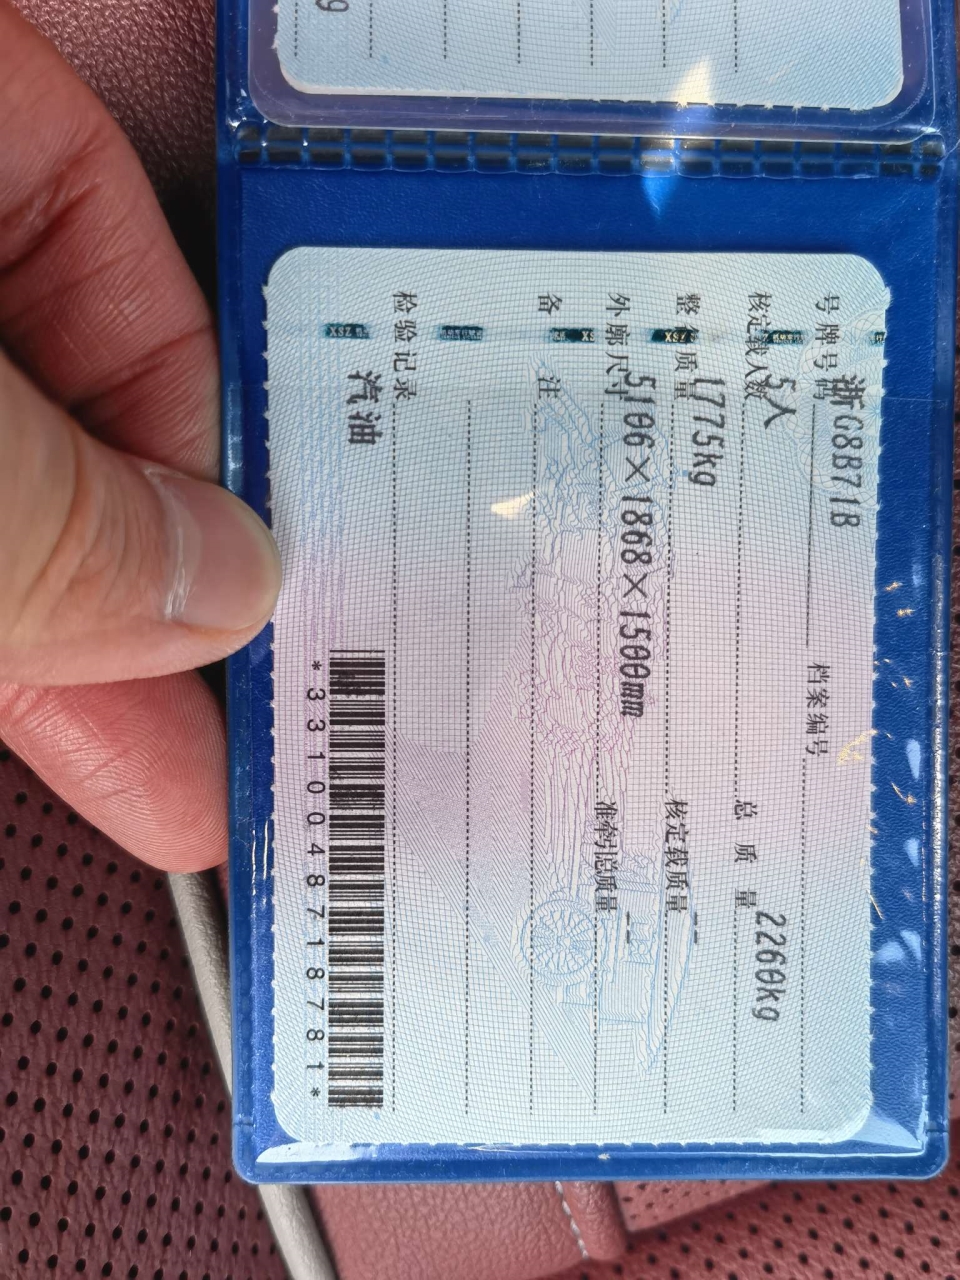 号牌号码 浙G8B71B 档案编号
核定载人数 5人 总质量 2260kg
整备质量 1775kg 核定载质量 --
外廓尺寸 5106×1868×1500mm 准牵引总质量 --
备注
检验记录
汽油
*3310048718781*